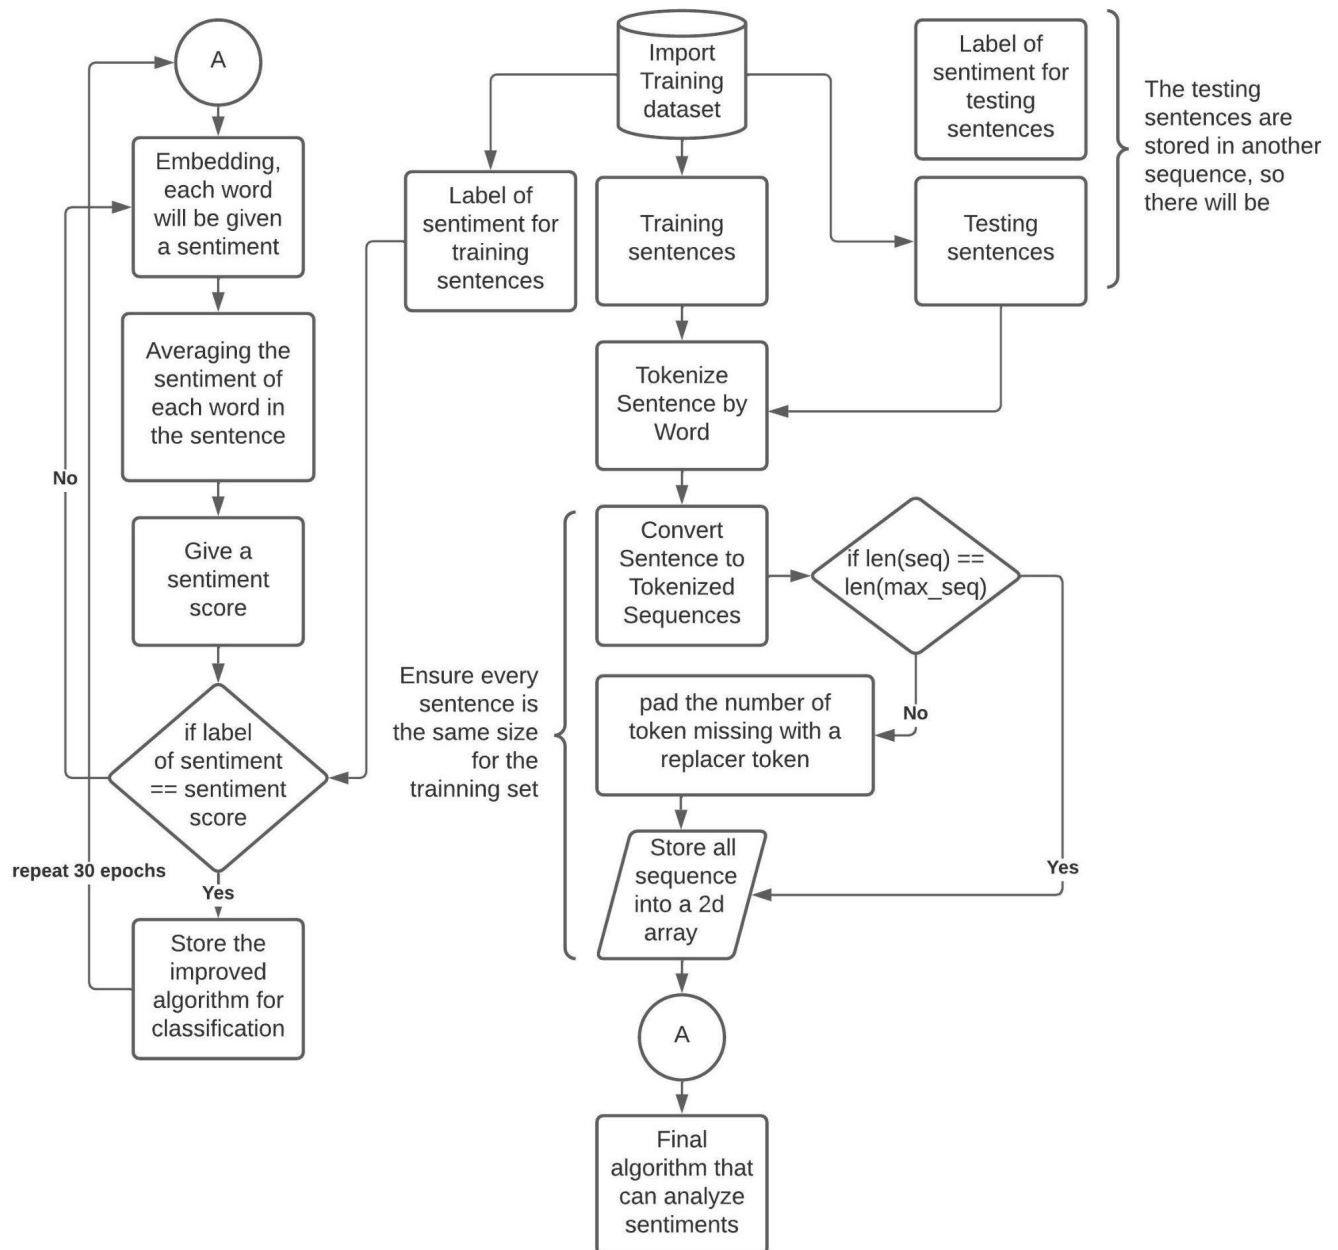 A
Embedding,
each word
will be given
a sentiment
Averaging the
sentiment of
each word in
the sentence
No
Give a
sentiment
score
if label
of sentiment
== sentiment
score
repeat 30 epochs
Yes
Store the
improved
algorithm for
classification
Import
Training
dataset
Label of
sentiment for
training
sentences
Training
sentences
Label of
sentiment for
testing
sentences
Testing
sentences
The testing
sentences are
stored in another
sequence, so
there will be
Tokenize
Sentence by
Word
Convert
Sentence to
Tokenized
Sequences
if len(seq) ==
len(max_seq)
Ensure every
sentence is
the same size
for the
trainning set
No
pad the number of
token missing with a
replacer token
Yes
Store all
sequence
into a 2d
array
A
Final
algorithm that
can analyze
sentiments